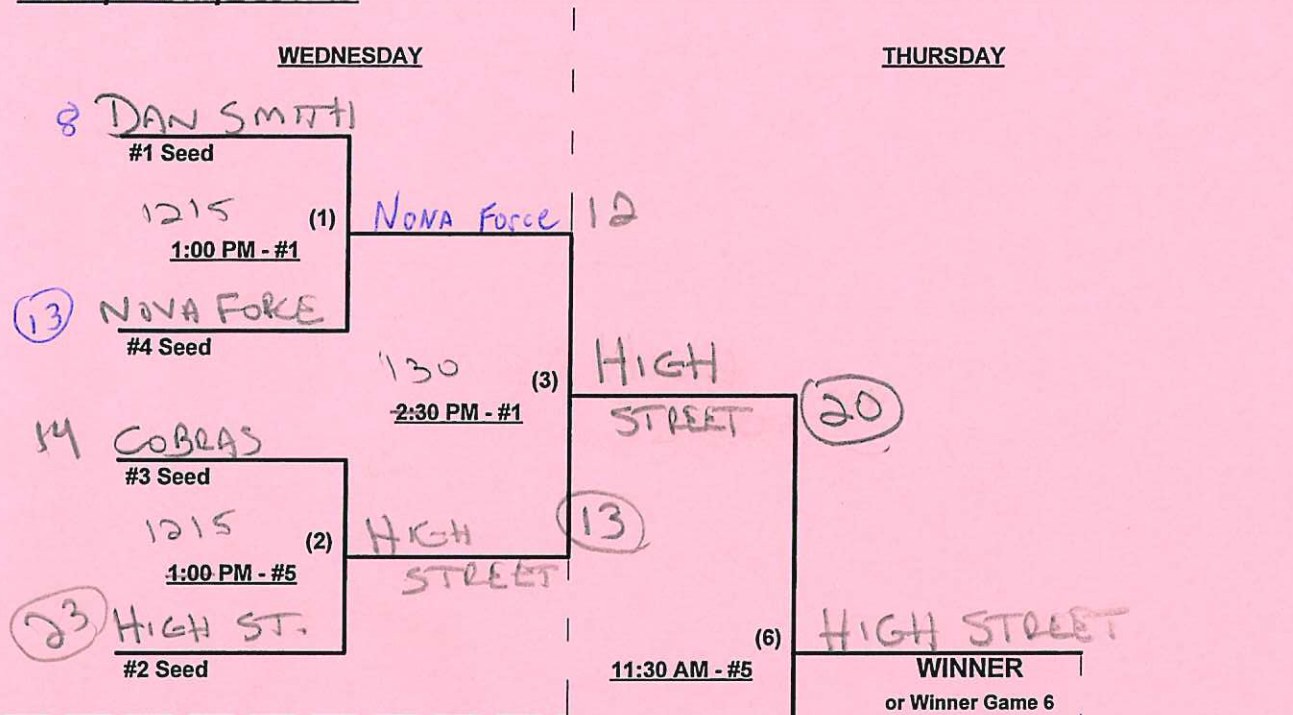 WEDNESDAY
THURSDAY
8 DAN SMITH
#1 Seed
1215
(1)
NONA Force 12
1:00 PM - #1
13 NOVA FORCE
#4 Seed
130
(3)
HIGH
STREET
20
2:30 PM - #1
14 COBRAS
#3 Seed
1215
(2)
HIGH
STREET
13
1:00 PM - #5
23 HIGH ST.
#2 Seed
(6)
HIGH STREET
11:30 AM - #5
WINNER
or Winner Game 6